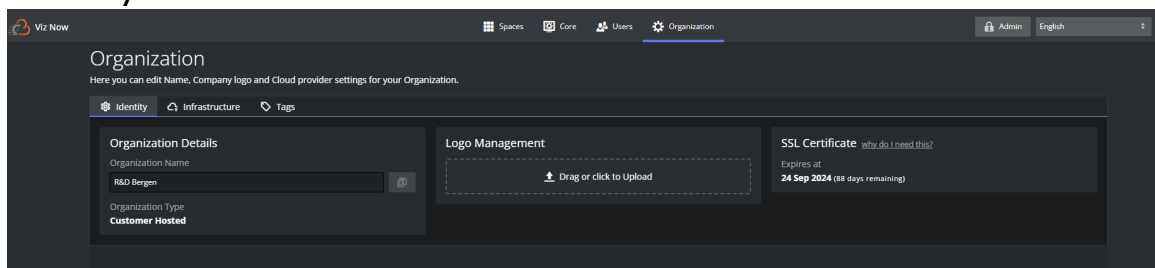 Viz Now
Spaces
Core
Users
Organization
Admin
English
Organization
Here you can edit Name, Company logo and Cloud provider settings for your Organization.
Identity
Infrastructure
Tags
Organization Details
Organization Name
R&D Bergen
Organization Type
Customer Hosted
Logo Management
Drag or click to Upload
SSL Certificate why do I need this?
Expires at
24 Sep 2024 (88 days remaining)